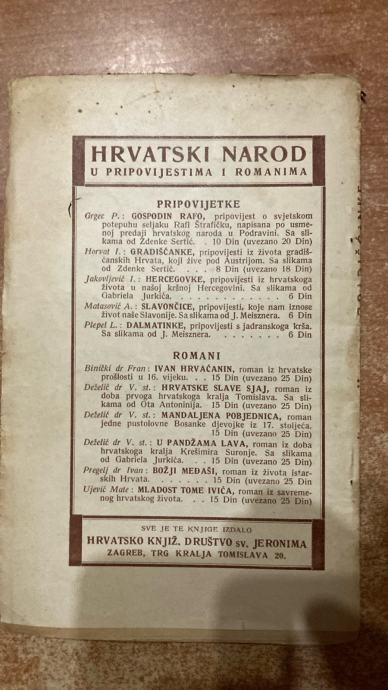 HRVATSKI NAROD
U PRIPOVIJESTIMA I ROMANIMA
PRIPOVIJETKE
Grgec P.: GOSPODIN RAFO, pripovijest o svjetskom
potepuhu seljaku Rafi Štrafičku, napisana po usme-
noj predaji hrvatskog naroda u Podravini. Sa sli-
kama od Zdenke Sertić. . 10 Din (uvezano 20 Din)
Horvat I.: GRADIŠĆANKE, pripovijesti iz života gradiš-
ćanskih Hrvata, koji žive pod Austrijom. Sa slikama
od Zdenke Sertić. . . . 8 Din (uvezano 18 Din)
Jakovljević I.: HERCEGOVKE, pripovijesti iz hrvatskoga
života u našoj kršnoj Hercegovini. Sa slikama od
Gabriela Jurkića. . . . . . . . . . . . . 6 Din
Matasović A.: SLAVONČICE, pripovijesti, koje nam iznose
život naše Slavonije. Sa slikama od J. Meisznera. 6 Din
Plepel L.: DALMATINKE, pripovijesti s jadranskoga krša.
Sa slikama od J. Meisznera. . . . . . . . 6 Din
ROMANI
Binički dr Fran: IVAN HRVAĆANIN, roman iz hrvatske
prošlosti u 16. vijeku. . . 15 Din (uvezano 25 Din)
Deželić dr V. st.: HRVATSKE SLAVE SJAJ, roman iz
doba prvoga hrvatskoga kralja Tomislava. Sa sli-
kama od Ota Antoninija. 15 Din (uvezano 25 Din)
Deželić dr V. st.: MANDALJENA POBJEDNICA, roman
jedne pustolovne Bosanke djevojke iz 17. stoljeća.
15 Din (uvezano 25 Din)
Deželić dr V. st.: U PANDŽAMA LAVA, roman iz doba
hrvatskoga kralja Krešimira Suronje. Sa slikama
od Gabriela Jurkića. . . 15 Din (uvezano 25 Din)
Pregelj dr Ivan: BOŽJI MEDAŠI, roman iz života istar-
skih Hrvata. . . . . . . 15 Din (uvezano 25 Din)
Ujević Mate: MLADOST TOME IVIĆA, roman iz savreme-
nog hrvatskog života. . . 15 Din (uvezano 25 Din)
SVE JE TE KNJIGE IZDALO
HRVATSKO KNJIŽ. DRUŠTVO SV. JERONIMA
ZAGREB, TRG KRALJA TOMISLAVA 20.